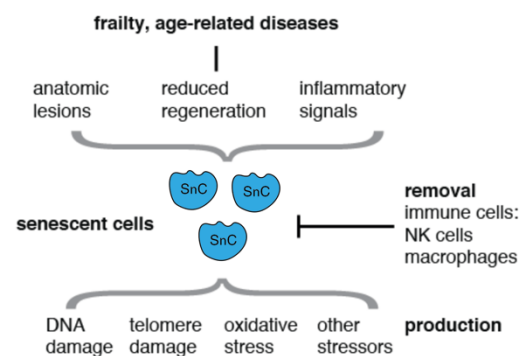 frailty, age-related diseases
anatomic
lesions
reduced
regeneration
inflammatory
signals
SnC
SnC
SnC
senescent cells
removal
immune cells:
NK cells
macrophages
DNA
damage
telomere
damage
oxidative
stress
other
stressors
production